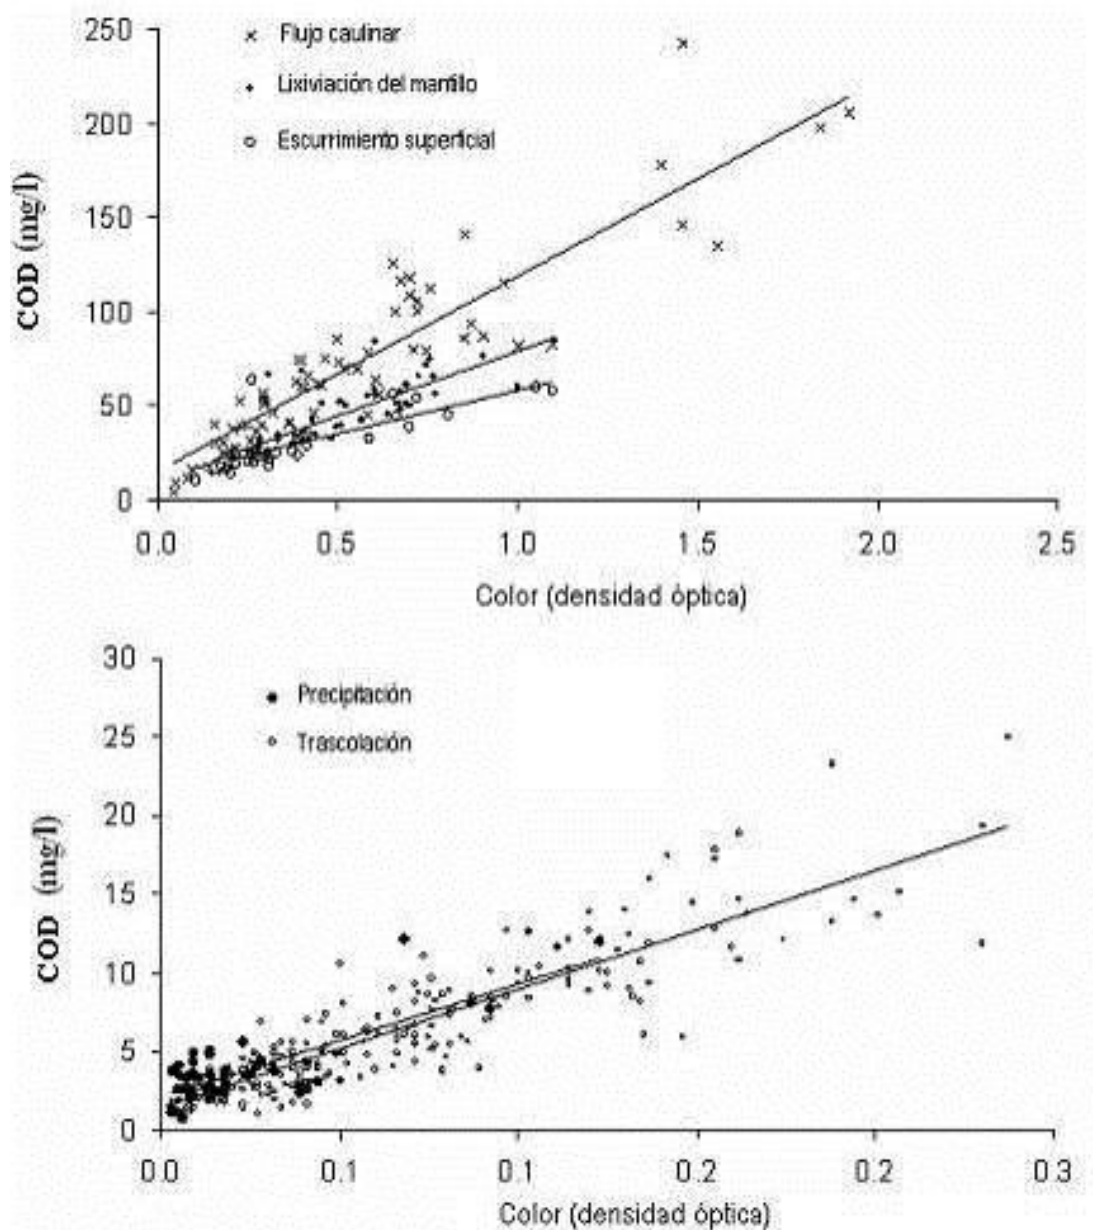 250
200
150
100
50
0
COD (mg/l)
Flujo caulinar
Lixiviación del mantillo
Escurrimiento superficial
0.0 0.5 1.0 1.5 2.0 2.5
Color (densidad óptica)
30
25
20
15
10
5
0
COD (mg/l)
Precipitación
Trascolación
0.0 0.1 0.1 0.2 0.2 0.3
Color (densidad óptica)